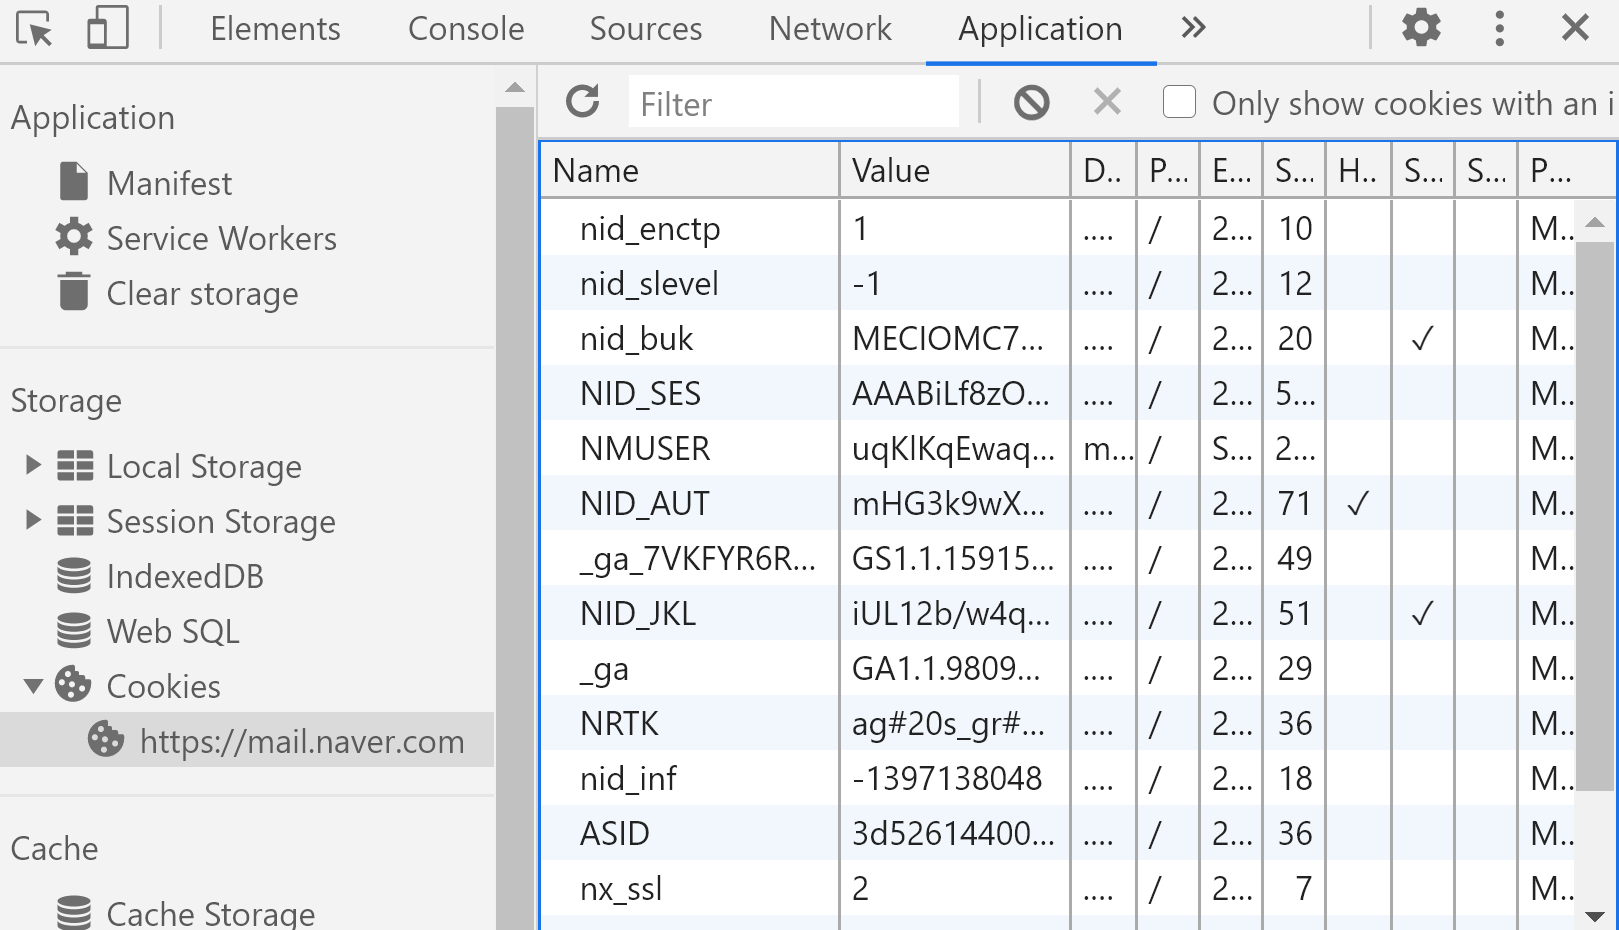 Elements Console Sources Network Application
Filter Only show cookies with an i
Application
Manifest
Service Workers
Clear storage
Storage
Local Storage
Session Storage
IndexedDB
Web SQL
Cookies
https://mail.naver.com
Cache
Cache Storage
Name Value D.. P... E... S... H.. S... S... P...
nid_enctp 1 .... / 2... 10 M..
nid_slevel -1 .... / 2... 12 M..
nid_buk MECIOMC7... .... / 2... 20 ✓ M..
NID_SES AAABiLf8zO... .... / 2... 5... M..
NMUSER uqKlKqEwaq... m... / S... 2... M..
NID_AUT mHG3k9wX... .... / 2... 71 ✓ M..
_ga_7VKFYR6R... GS1.1.15915... .... / 2... 49 M..
NID_JKL iUL12b/w4q... .... / 2... 51 ✓ M..
_ga GA1.1.9809... .... / 2... 29 M..
NRTK ag#20s_gr#... .... / 2... 36 M..
nid_inf -1397138048 .... / 2... 18 M..
ASID 3d52614400... .... / 2... 36 M..
nx_ssl 2 .... / 2... 7 M..